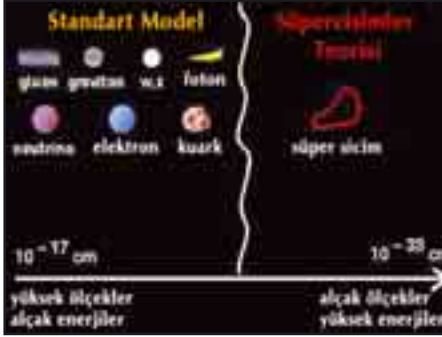 Standart Model
Süpersicimler
Teorisi
gluon graviton w,z foton
neutrino elektron kuark
süper sicim
10⁻¹⁷ cm
10⁻³³ cm
yüksek ölçekler
alçak enerjiler
alçak ölçekler
yüksek enerjiler